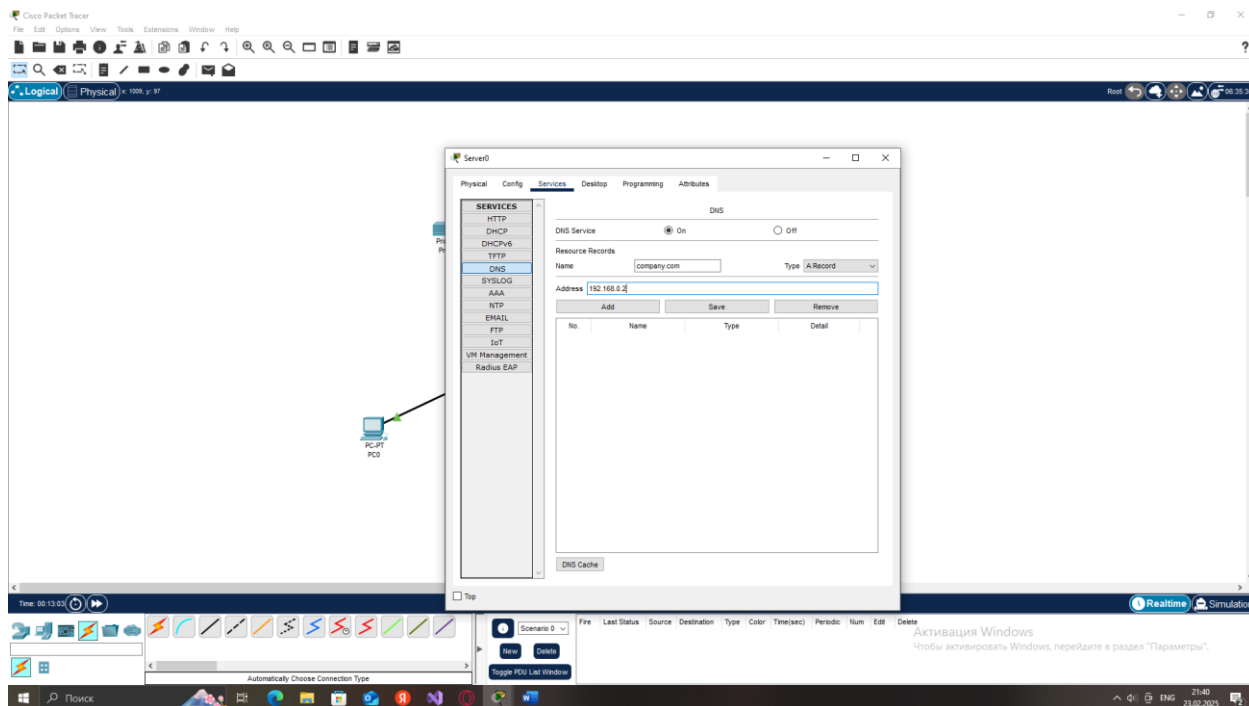 Cisco Packet Tracer
File Edit Options View Tools Extensions Window Help
?
Logical Physical x: 1009, y: 97 Root 06:35:3
Server0
Physical Config Services Desktop Programming Attributes
SERVICES
HTTP
DHCP
DHCPv6
TFTP
DNS
SYSLOG
AAA
NTP
EMAIL
FTP
IoT
VM Management
Radius EAP
DNS
DNS Service On Off
Resource Records
Name company.com Type A Record
Address 192.168.0.2
Add Save Remove
No. Name Type Detail
DNS Cache
Top
Pri
Pr
PC-PT
PC0
Time: 00:13:03 Realtime Simulation
Scenario 0
New Delete
Toggle PDU List Window
Fire Last Status Source Destination Type Color Time(sec) Periodic Num Edit Delete
Automatically Choose Connection Type
Активация Windows
Чтобы активировать Windows, перейдите в раздел "Параметры".
Поиск
ENG
21:40
23.02.2025